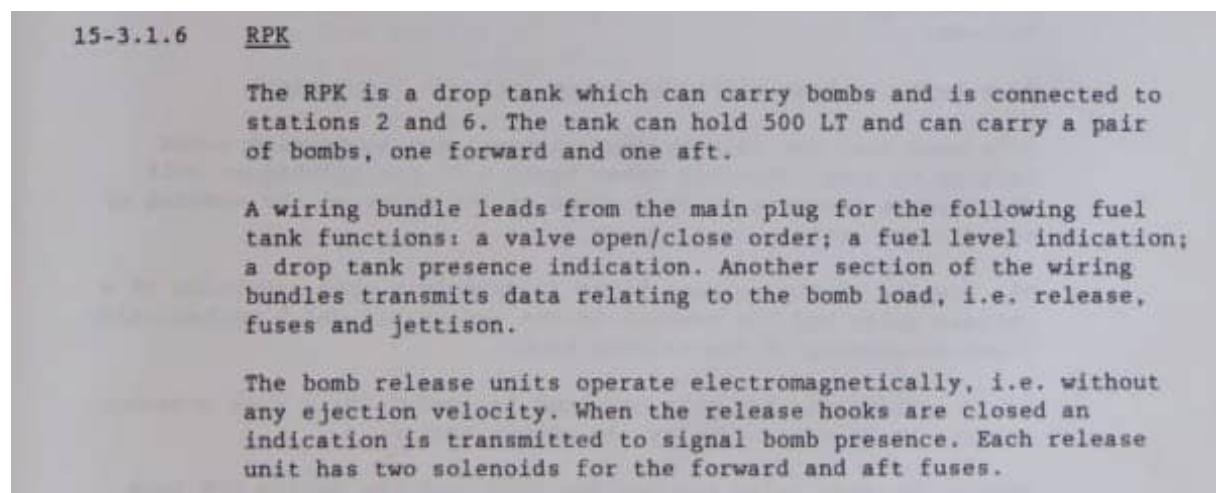 15-3.1.6 RPK
The RPK is a drop tank which can carry bombs and is connected to
stations 2 and 6. The tank can hold 500 LT and can carry a pair
of bombs, one forward and one aft.
A wiring bundle leads from the main plug for the following fuel
tank functions: a valve open/close order; a fuel level indication;
a drop tank presence indication. Another section of the wiring
bundles transmits data relating to the bomb load, i.e. release,
fuses and jettison.
The bomb release units operate electromagnetically, i.e. without
any ejection velocity. When the release hooks are closed an
indication is transmitted to signal bomb presence. Each release
unit has two solenoids for the forward and aft fuses.